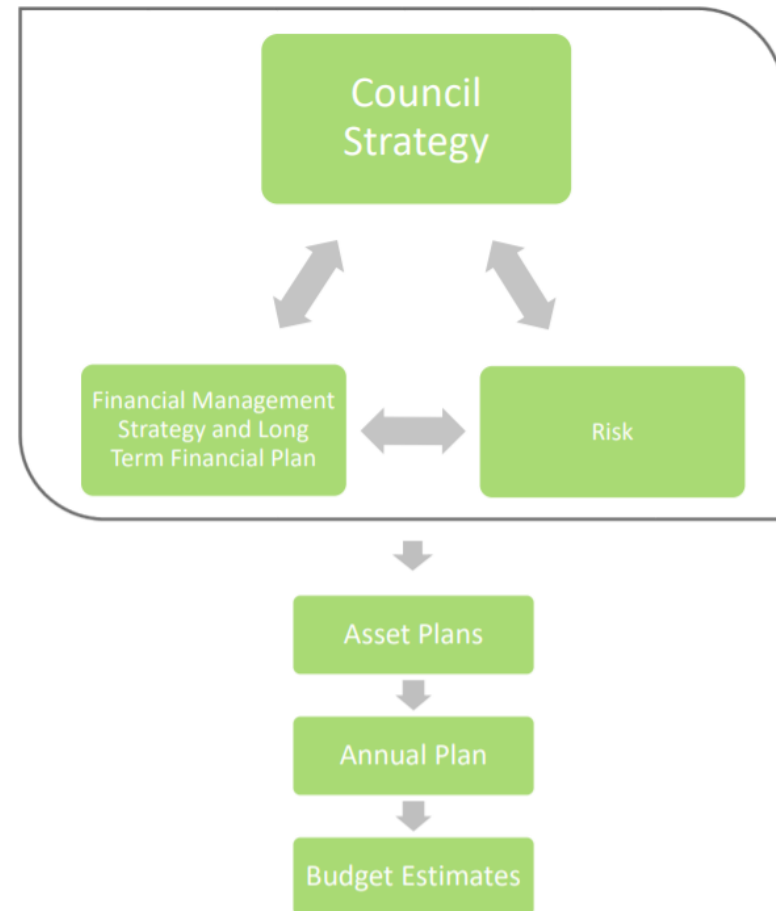 Council
Strategy
Financial Management
Strategy and Long
Term Financial Plan
Risk
Asset Plans
Annual Plan
Budget Estimates